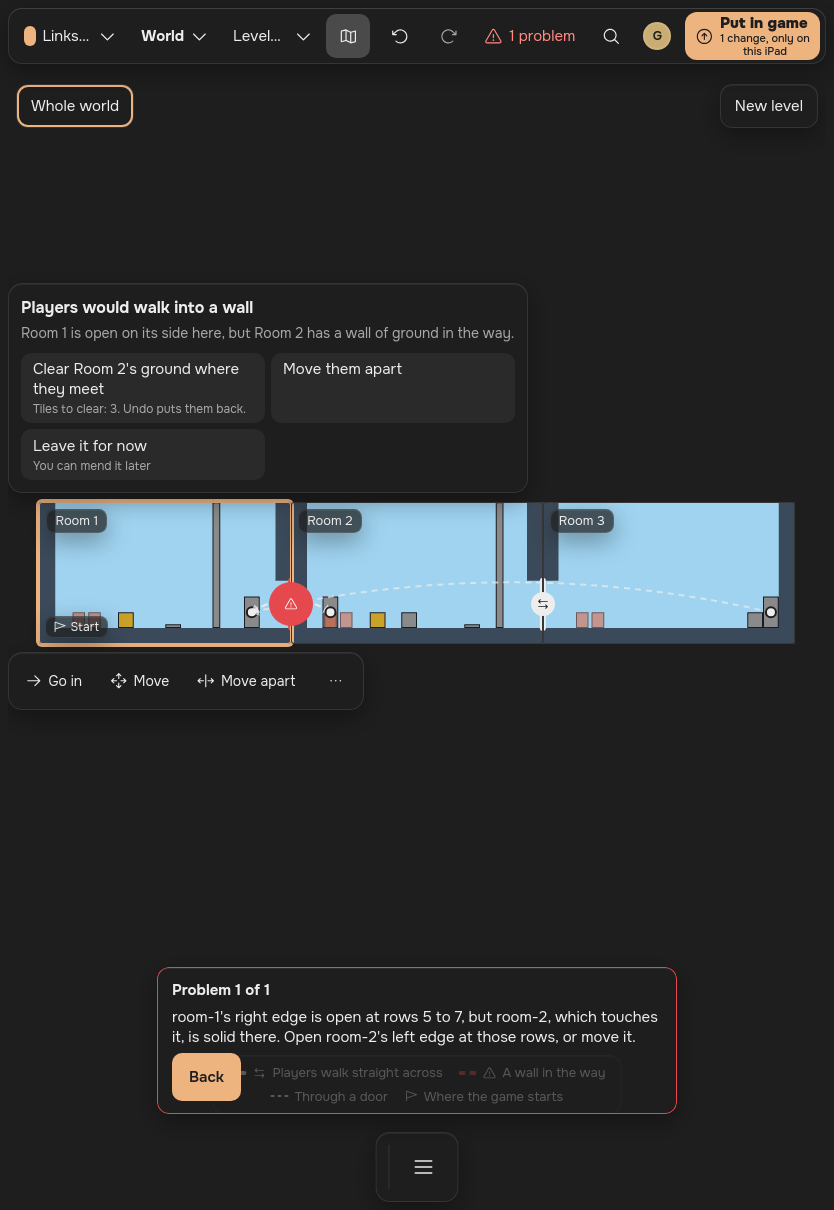 Links...
World
Level...
1 problem
G
Put in game
1 change, only on
this iPad
Whole world
New level
Players would walk into a wall
Room 1 is open on its side here, but Room 2 has a wall of ground in the way.
Clear Room 2's ground where
they meet
Tiles to clear: 3. Undo puts them back.
Move them apart
Leave it for now
You can mend it later
Room 1
Room 2
Room 3
Start
Go in
Move
Move apart
...
Problem 1 of 1
room-1's right edge is open at rows 5 to 7, but room-2, which touches
it, is solid there. Open room-2's left edge at those rows, or move it.
Back
Players walk straight across
A wall in the way
Through a door
Where the game starts